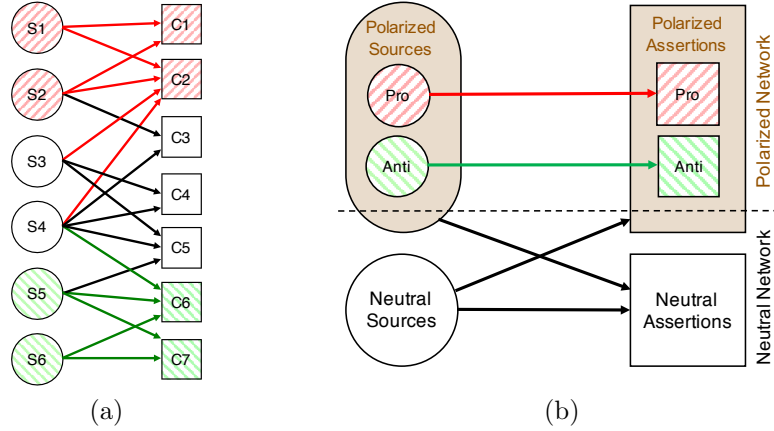 S1
S2
S3
S4
S5
S6
C1
C2
C3
C4
C5
C6
C7
(a)
Polarized
Sources
Pro
Anti
Neutral
Sources
Polarized
Assertions
Pro
Anti
Neutral
Assertions
Polarized Network
Neutral Network
(b)